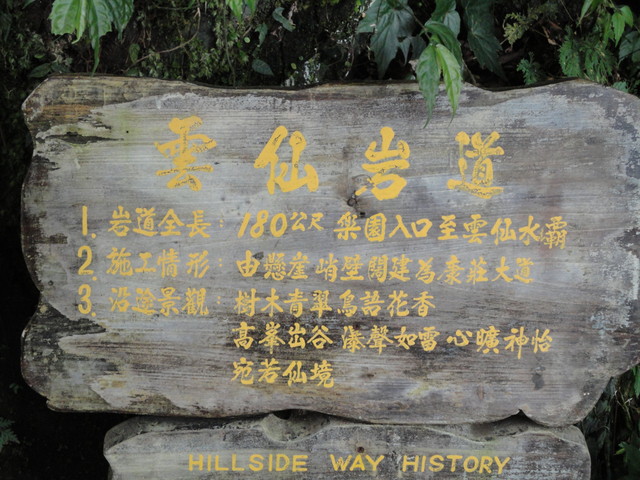 雲仙岩道
1. 岩道全長：180公尺 樂園入口至雲仙水霸
2. 施工情形：由懸崖峭壁闢建為康莊大道
3. 沿途景觀：樹木青翠鳥語花香
高峯出谷瀑聲如雷心曠神怡
宛若仙境
HILLSIDE WAY HISTORY